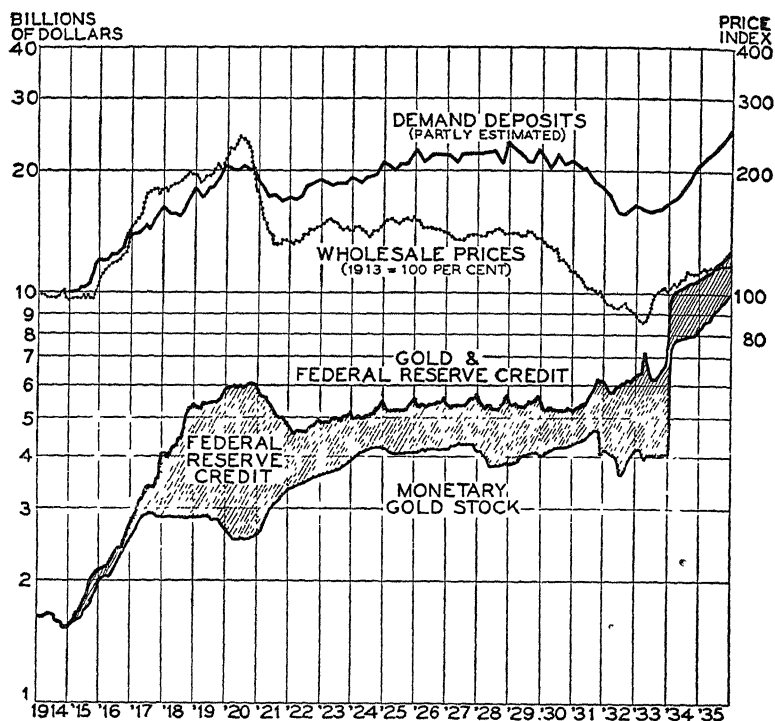 BILLIONS
OF DOLLARS
PRICE
INDEX
40
30
20
10
9
8
7
6
5
4
3
2
1
400
300
200
100
80
DEMAND DEPOSITS
(PARTLY ESTIMATED)
WHOLESALE PRICES
(1913 = 100 PER CENT)
GOLD &
FEDERAL RESERVE CREDIT
FEDERAL
RESERVE
CREDIT
MONETARY
GOLD STOCK
1914 '15 '16 '17 '18 '19 '20 '21 '22 '23 '24 '25 '26 '27 '28 '29 '30 '31 '32 '33 '34 '35